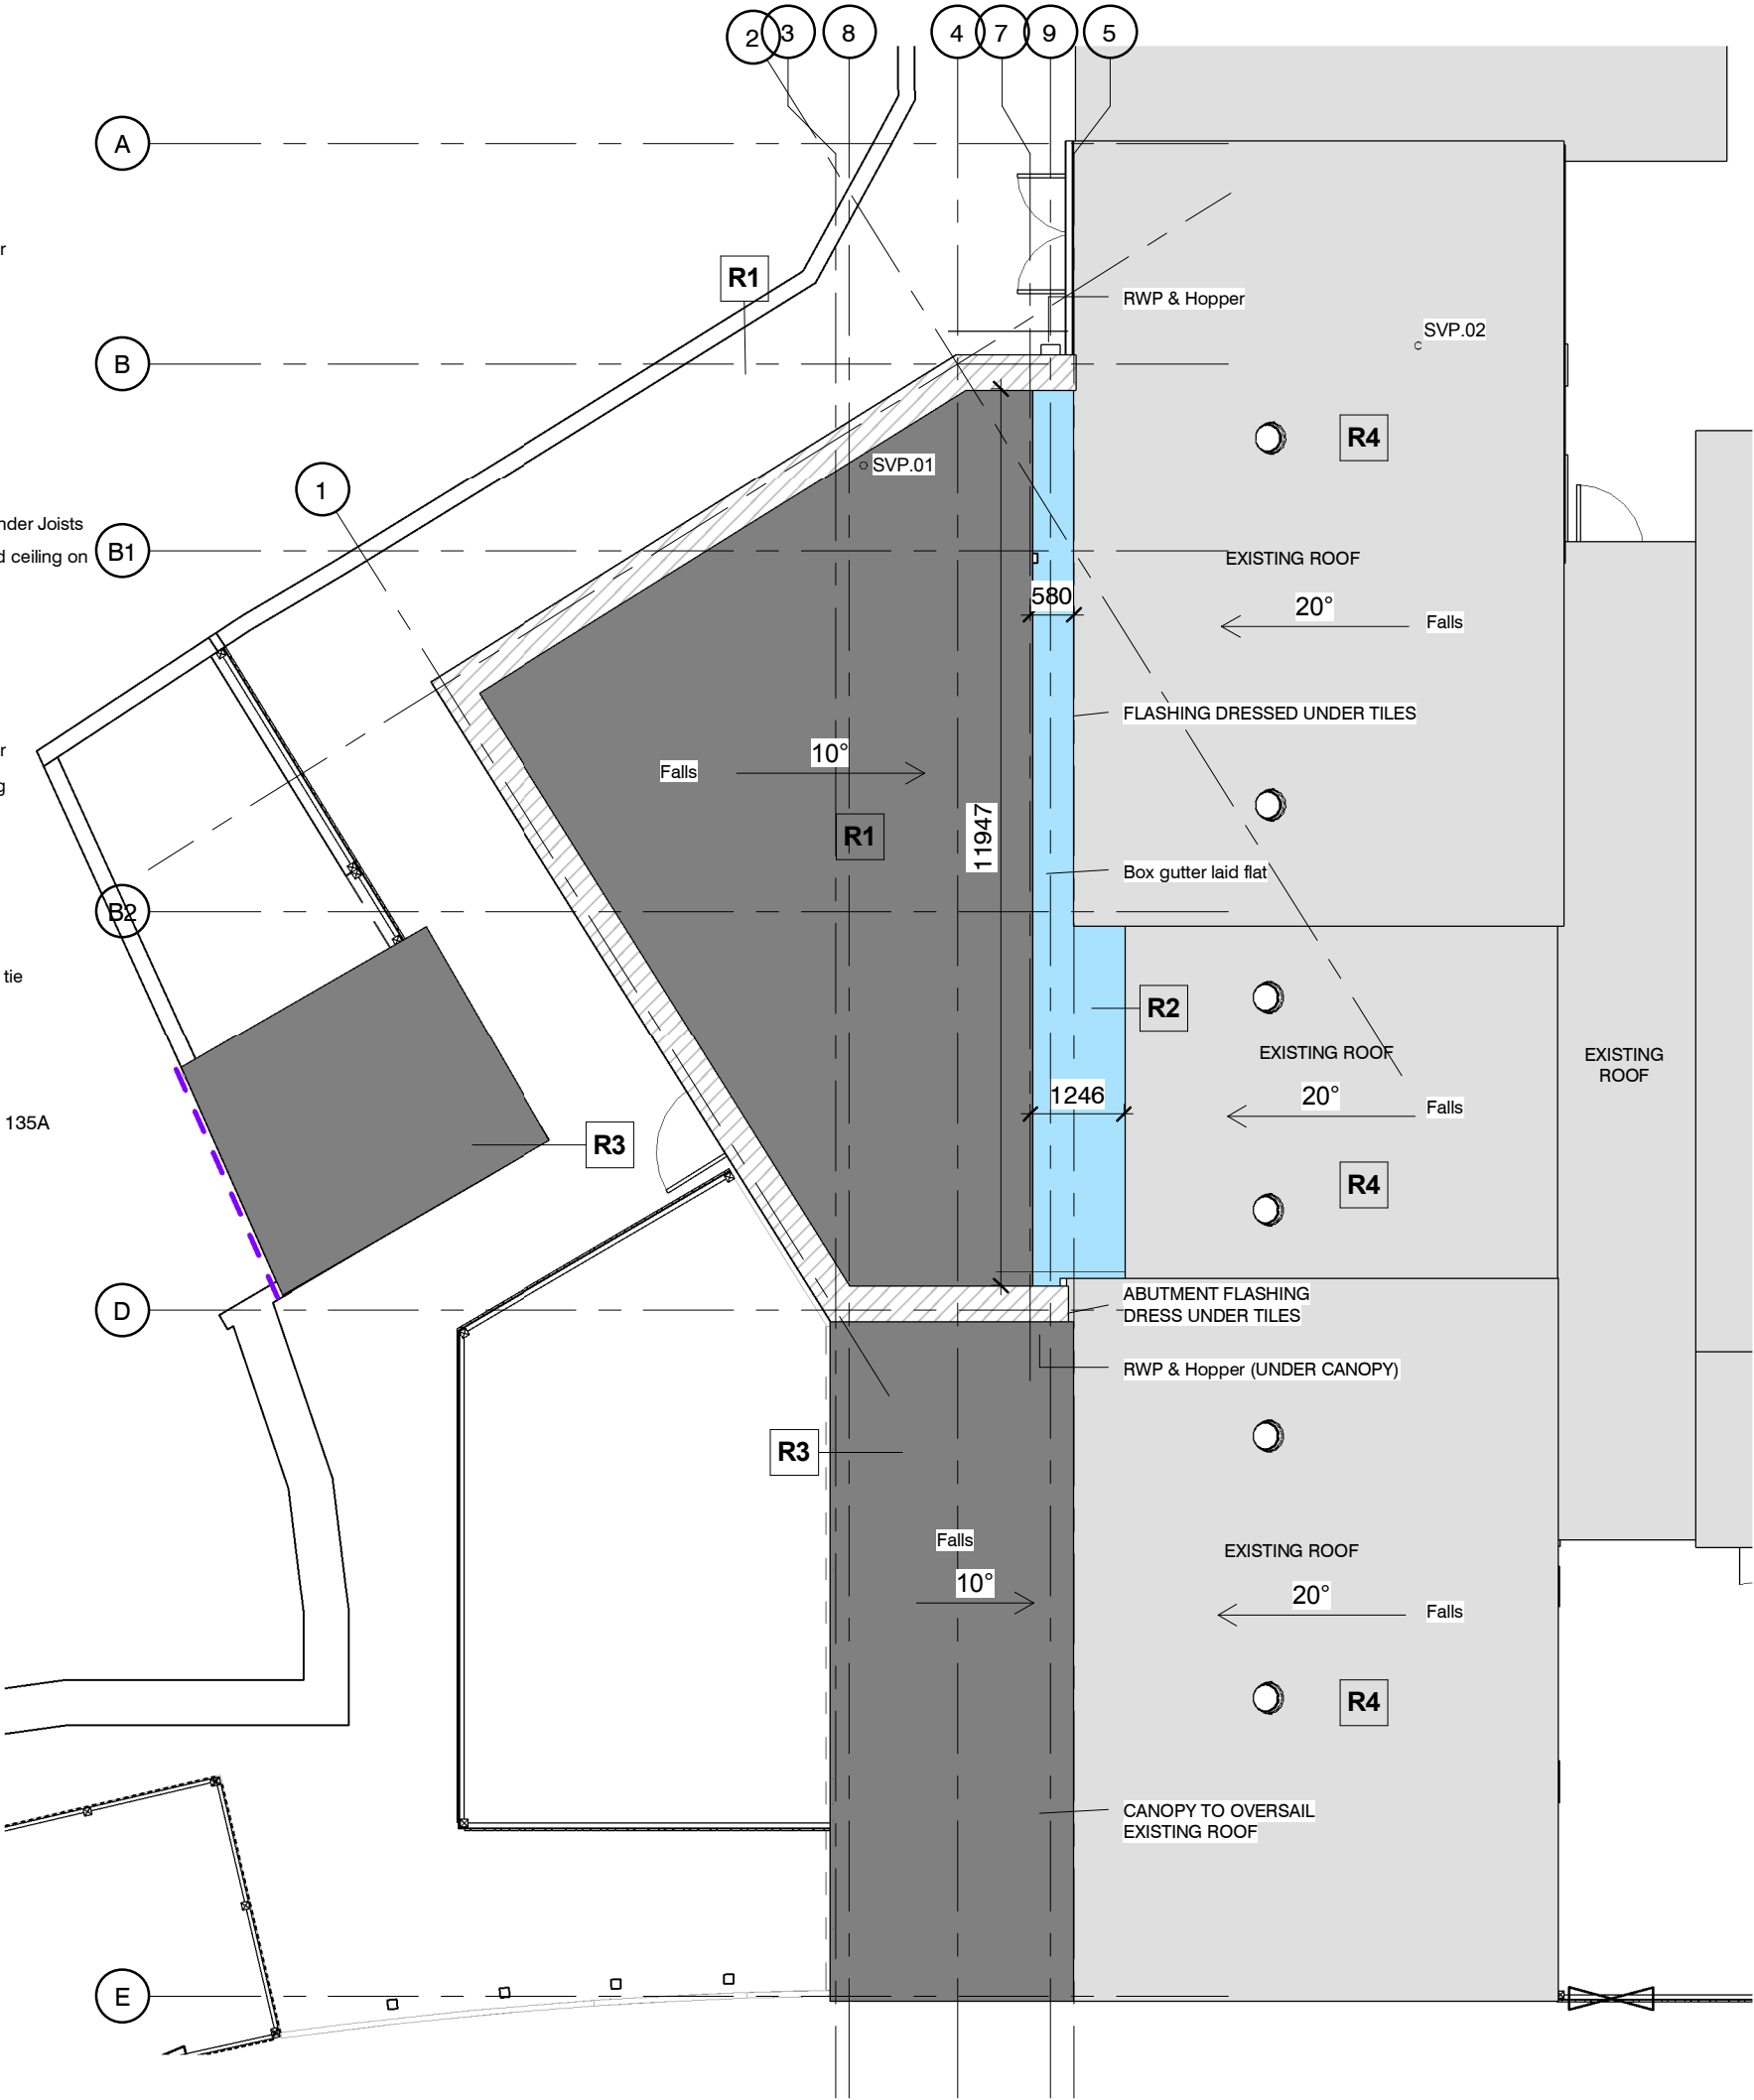 2
3
8
4
7
9
5
A
r
R1
RWP & Hopper
SVP.02
B
R4
SVP.01
1
nder Joists
B1
d ceiling on
EXISTING ROOF
580
20°
Falls
FLASHING DRESSED UNDER TILES
r
10°
Falls
g
R1
11947
Box gutter laid flat
B2
tie
R2
EXISTING ROOF
EXISTING
ROOF
1246
20°
Falls
135A
R3
R4
D
ABUTMENT FLASHING
DRESS UNDER TILES
RWP & Hopper (UNDER CANOPY)
R3
Falls
10°
EXISTING ROOF
20°
Falls
R4
CANOPY TO OVERSAIL
EXISTING ROOF
E